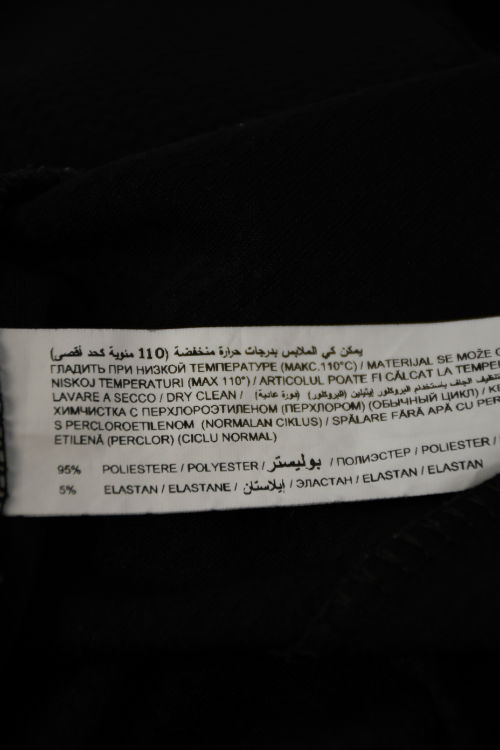 يمكن كي الملابس بدرجات حرارة منخفضة (110 مئوية كحد أقصى)
ГЛАДИТЬ ПРИ НИЗКОЙ ТЕМПЕРАТУРЕ (МАКС.110°C) / MATERIJAL SE MOŽE
NISKOJ TEMPERATURI (MAX 110°) / ARTICOLUL POATE FI CĂLCAT LA TEMPER
LAVARE A SECCO / DRY CLEAN / (دورة عادية)
ХИМЧИСТКА С ПЕРХЛОРОЭТИЛЕНОМ (ПЕРХЛОРОМ) (ОБЫЧНЫЙ ЦИКЛ) /
S PERCLOROETILENOM (NORMALAN CIKLUS) / SPĂLARE FĂRĂ APĂ CU PER
ETILENĂ (PERCLOR) (CICLU NORMAL)
95% POLIESTERE / POLYESTER / بوليستر / ПОЛИЭСТЕР / POLIESTER /
5% ELASTAN / ELASTANE / إيلاستان / ЭЛАСТАН / ELASTAN / ELASTAN